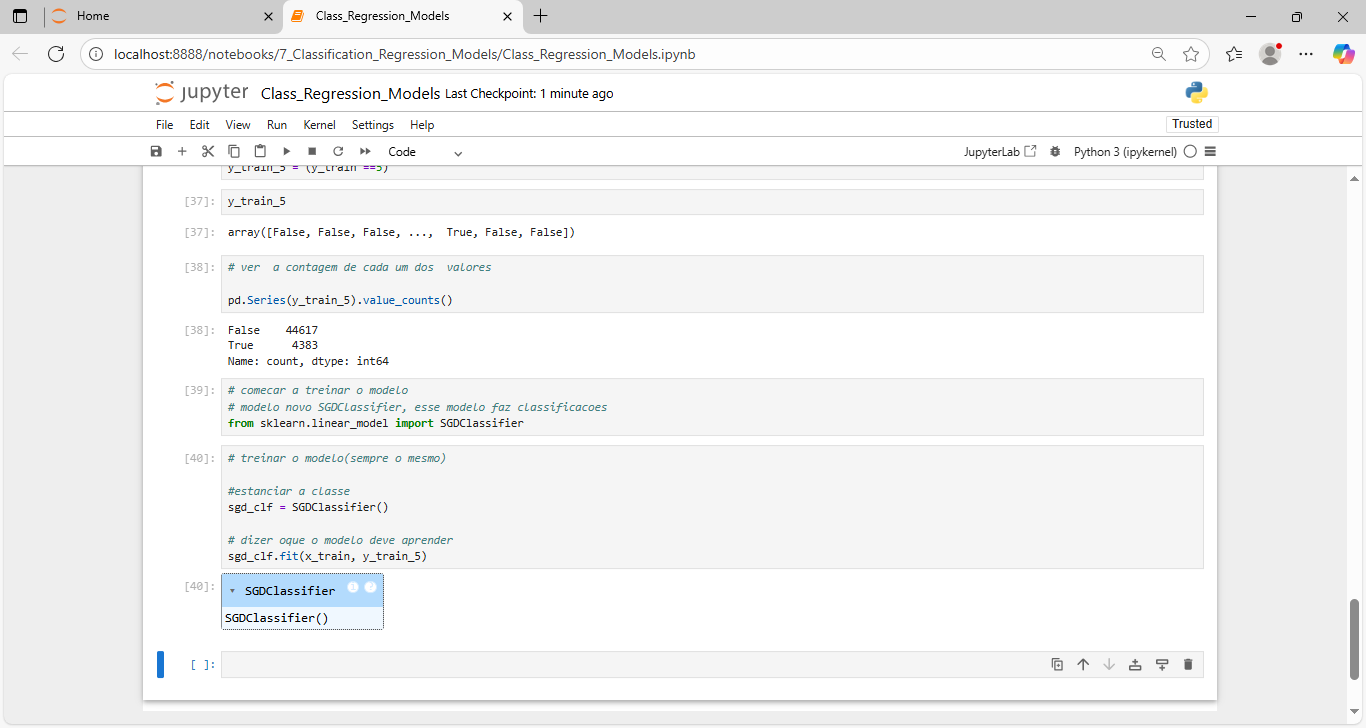 Home
Class_Regression_Models
localhost:8888/notebooks/7_Classification_Regression_Models/Class_Regression_Models.ipynb
jupyter Class_Regression_Models Last Checkpoint: 1 minute ago
File Edit View Run Kernel Settings Help
Trusted
Code
JupyterLab
Python 3 (ipykernel)
y_train_5 = (y_train ==5)
[37]: y_train_5
[37]: array([False, False, False, ..., True, False, False])
[38]: # ver  a contagem de cada um dos  valores
pd.Series(y_train_5).value_counts()
[38]: False    44617
True      4383
Name: count, dtype: int64
[39]: # comecar a treinar o modelo
# modelo novo SGDClassifier, esse modelo faz classificacoes
from sklearn.linear_model import SGDClassifier
[40]: # treinar o modelo(sempre o mesmo)
#estanciar a classe
sgd_clf = SGDClassifier()
# dizer oque o modelo deve aprender
sgd_clf.fit(x_train, y_train_5)
[40]: ▾ SGDClassifier i ?
SGDClassifier()
[ ]: